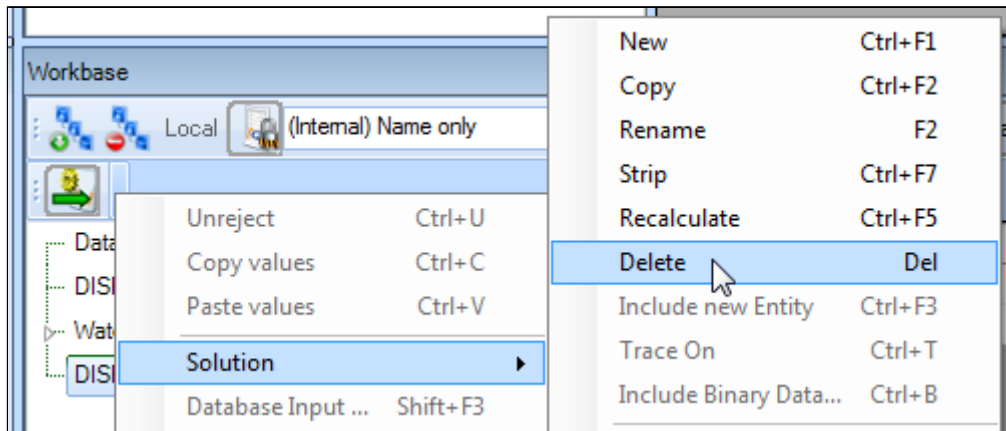 Workbase
Local (Internal) Name only
Unreject Ctrl+U
Copy values Ctrl+C
Paste values Ctrl+V
Solution
Database Input ... Shift+F3
New Ctrl+F1
Copy Ctrl+F2
Rename F2
Strip Ctrl+F7
Recalculate Ctrl+F5
Delete Del
Include new Entity Ctrl+F3
Trace On Ctrl+T
Include Binary Data... Ctrl+B